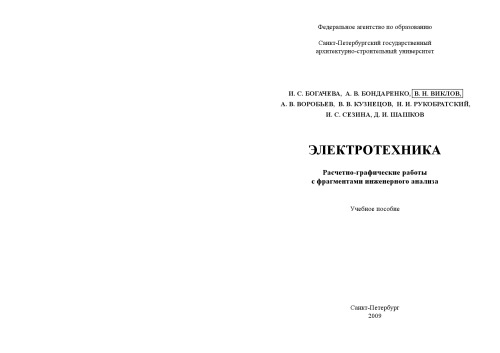 Федеральное агентство по образованию
Санкт-Петербургский государственный
архитектурно-строительный университет
И. С. БОГАЧЕВА, А. В. БОНДАРЕНКО, В. Н. ВИКЛОВ,
А. В. ВОРОБЬЕВ, В. В. КУЗНЕЦОВ, Н. И. РУКОБРАТСКИЙ,
И. С. СЕЗИНА, Д. И. ШАШКОВ
ЭЛЕКТРОТЕХНИКА
Расчетно-графические работы
с фрагментами инженерного анализа
Учебное пособие
Санкт-Петербург
2009